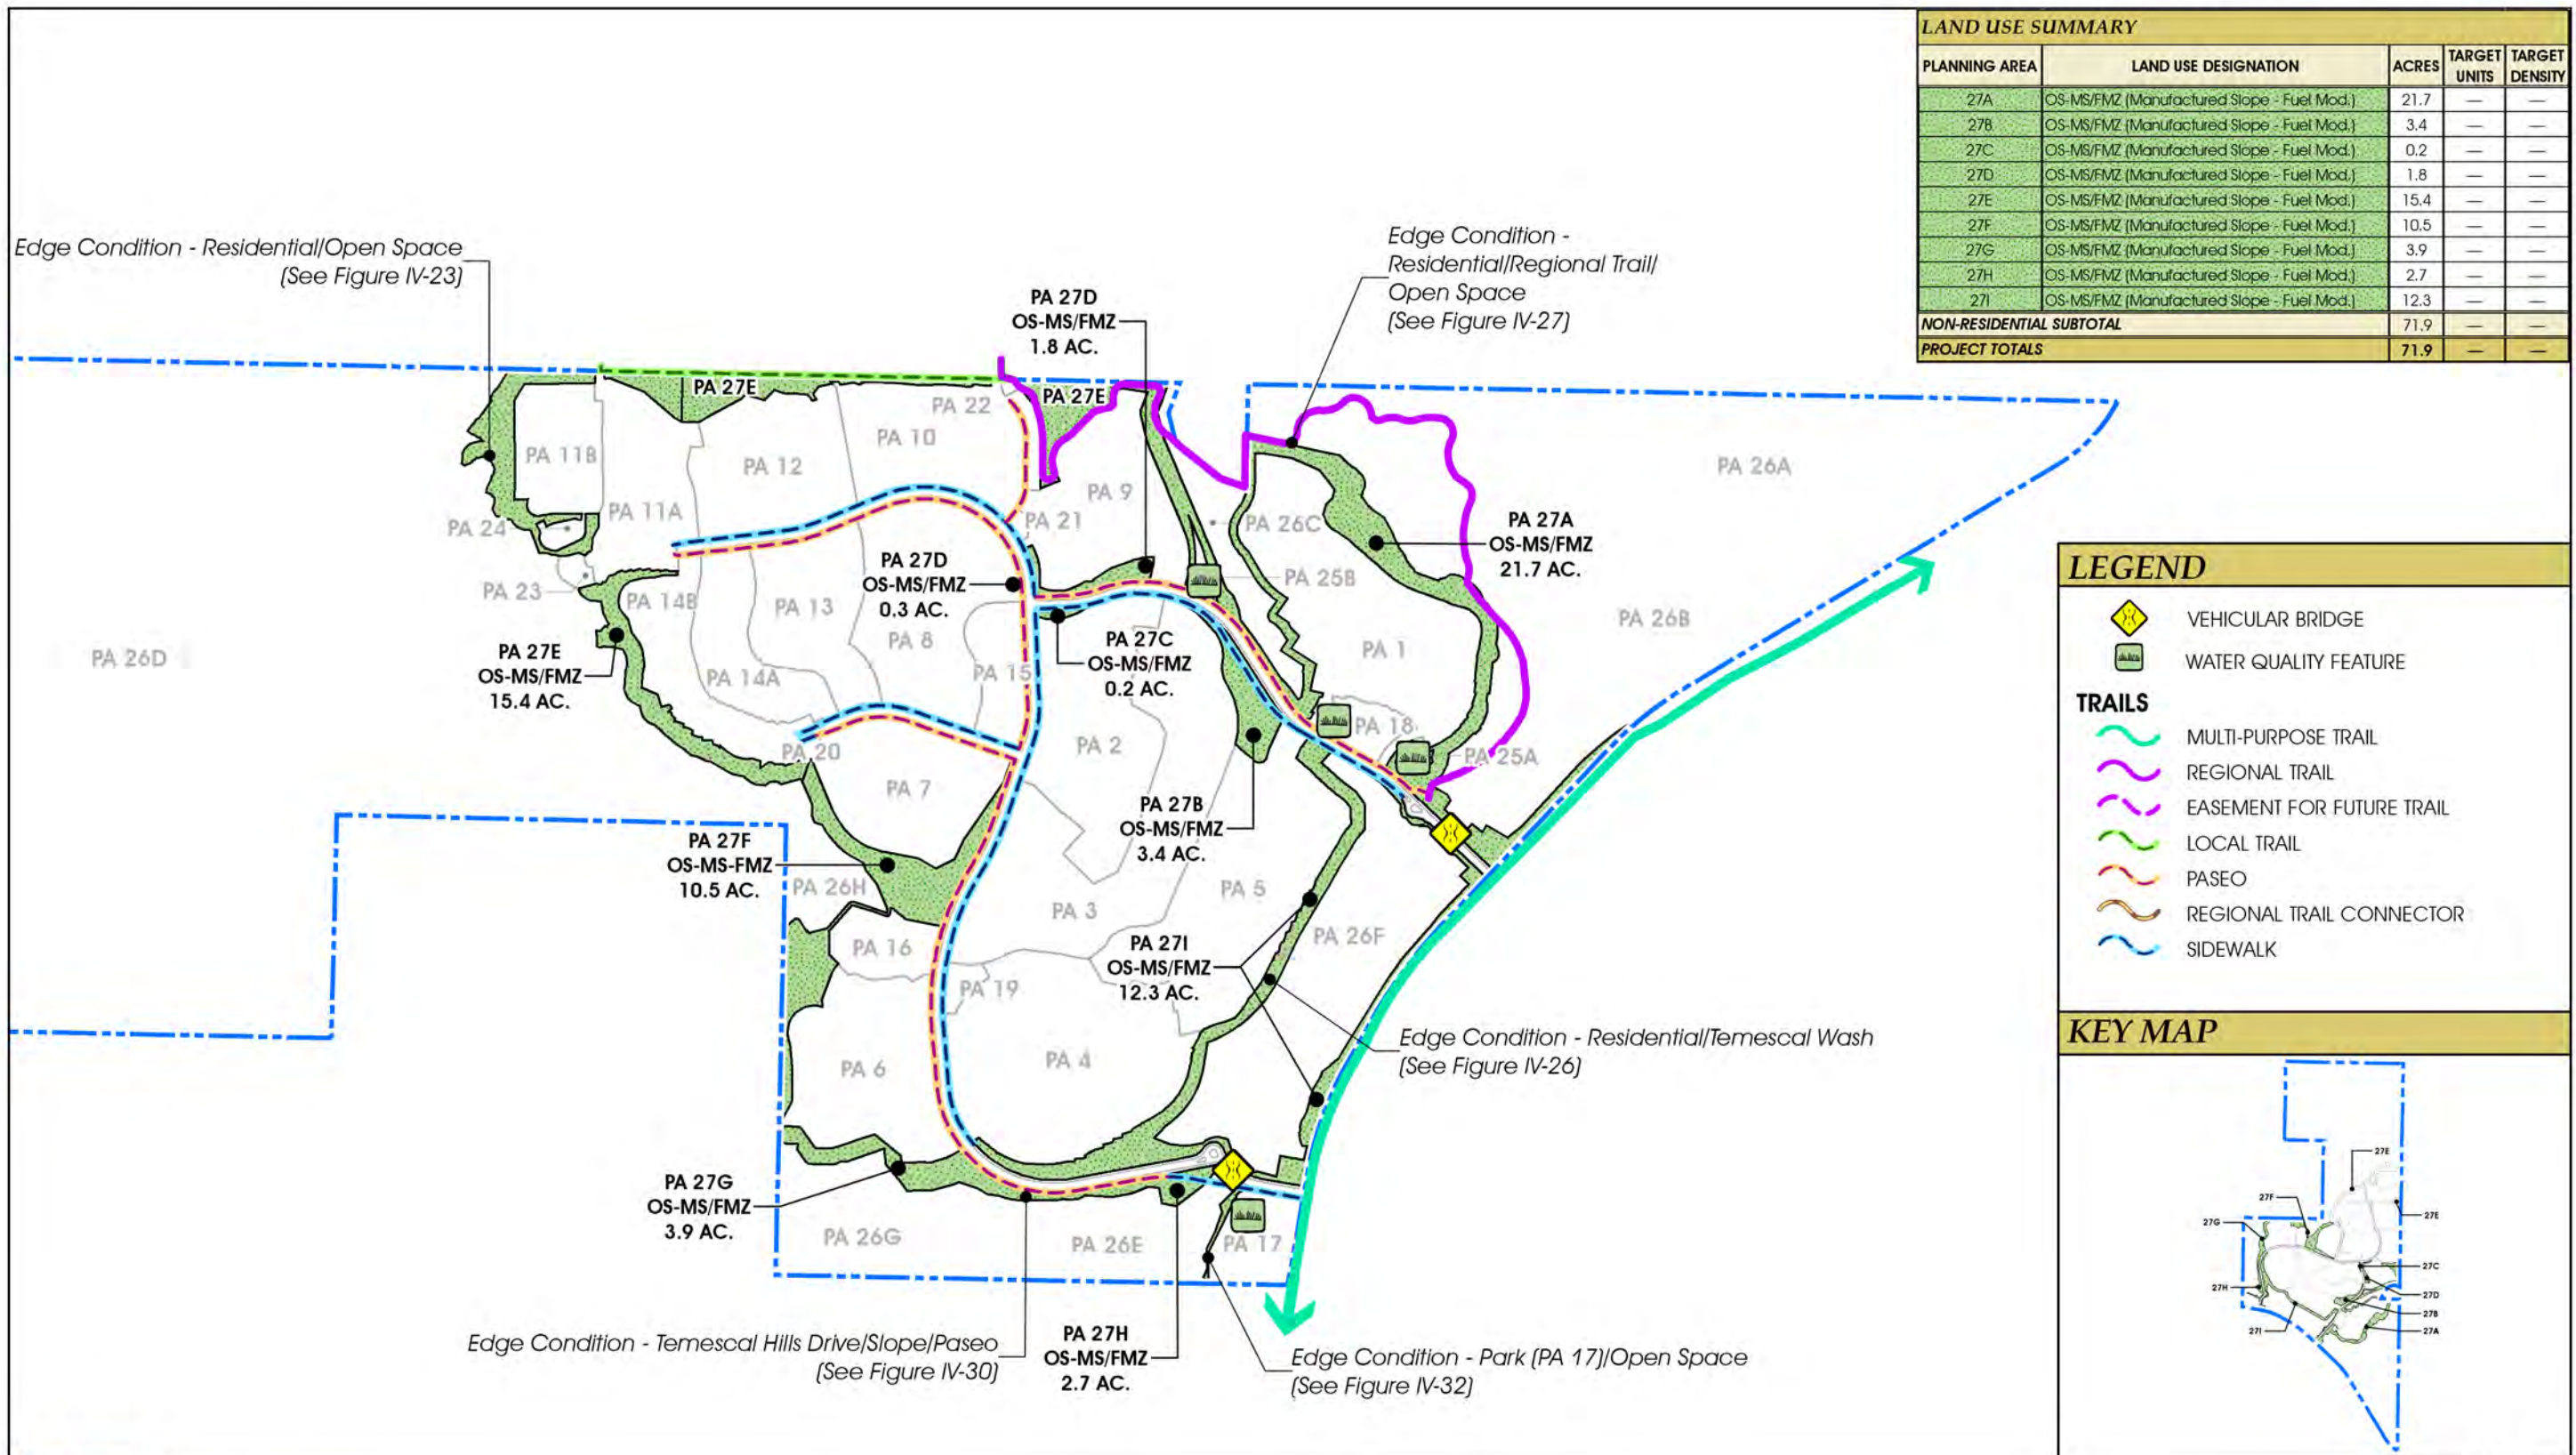 LAND USE SUMMARY
PLANNING AREA LAND USE DESIGNATION ACRES TARGET UNITS TARGET DENSITY
27A OS-MS/FMZ (Manufactured Slope - Fuel Mod.) 21.7 — —
27B OS-MS/FMZ (Manufactured Slope - Fuel Mod.) 3.4 — —
27C OS-MS/FMZ (Manufactured Slope - Fuel Mod.) 0.2 — —
27D OS-MS/FMZ (Manufactured Slope - Fuel Mod.) 1.8 — —
27E OS-MS/FMZ (Manufactured Slope - Fuel Mod.) 15.4 — —
27F OS-MS/FMZ (Manufactured Slope - Fuel Mod.) 10.5 — —
27G OS-MS/FMZ (Manufactured Slope - Fuel Mod.) 3.9 — —
27H OS-MS/FMZ (Manufactured Slope - Fuel Mod.) 2.7 — —
27I OS-MS/FMZ (Manufactured Slope - Fuel Mod.) 12.3 — —
NON-RESIDENTIAL SUBTOTAL 71.9 — —
PROJECT TOTALS 71.9 — —
Edge Condition - Residential/Open Space
(See Figure IV-23)
Edge Condition -
Residential/Regional Trail/
Open Space
(See Figure IV-27)
PA 27D
OS-MS/FMZ
1.8 AC.
PA 27E
PA 27E
PA 22
PA 10
PA 11B
PA 12
PA 26A
PA 9
PA 24
PA 11A
PA 21
PA 26C
PA 27A
OS-MS/FMZ
21.7 AC.
PA 27D
OS-MS/FMZ
0.3 AC.
PA 25B
PA 23
PA 14B
PA 13
PA 26B
PA 8
PA 27C
OS-MS/FMZ
0.2 AC.
PA 1
PA 26D
PA 27E
OS-MS/FMZ
15.4 AC.
PA 14A
PA 15
PA 18
PA 20
PA 2
PA 25A
PA 7
PA 27B
OS-MS/FMZ
3.4 AC.
PA 27F
OS-MS-FMZ
10.5 AC.
PA 26H
PA 5
PA 3
PA 16
PA 27I
OS-MS/FMZ
12.3 AC.
PA 26F
PA 19
PA 6
PA 4
Edge Condition - Residential/Temescal Wash
(See Figure IV-26)
PA 27G
OS-MS/FMZ
3.9 AC.
PA 26G
PA 26E
PA 17
Edge Condition - Temescal Hills Drive/Slope/Paseo
(See Figure IV-30)
PA 27H
OS-MS/FMZ
2.7 AC.
Edge Condition - Park (PA 17)/Open Space
(See Figure IV-32)
LEGEND
VEHICULAR BRIDGE
WATER QUALITY FEATURE
TRAILS
MULTI-PURPOSE TRAIL
REGIONAL TRAIL
EASEMENT FOR FUTURE TRAIL
LOCAL TRAIL
PASEO
REGIONAL TRAIL CONNECTOR
SIDEWALK
KEY MAP
27E
27F
27G
27E
27C
27H
27D
27B
27I
27A